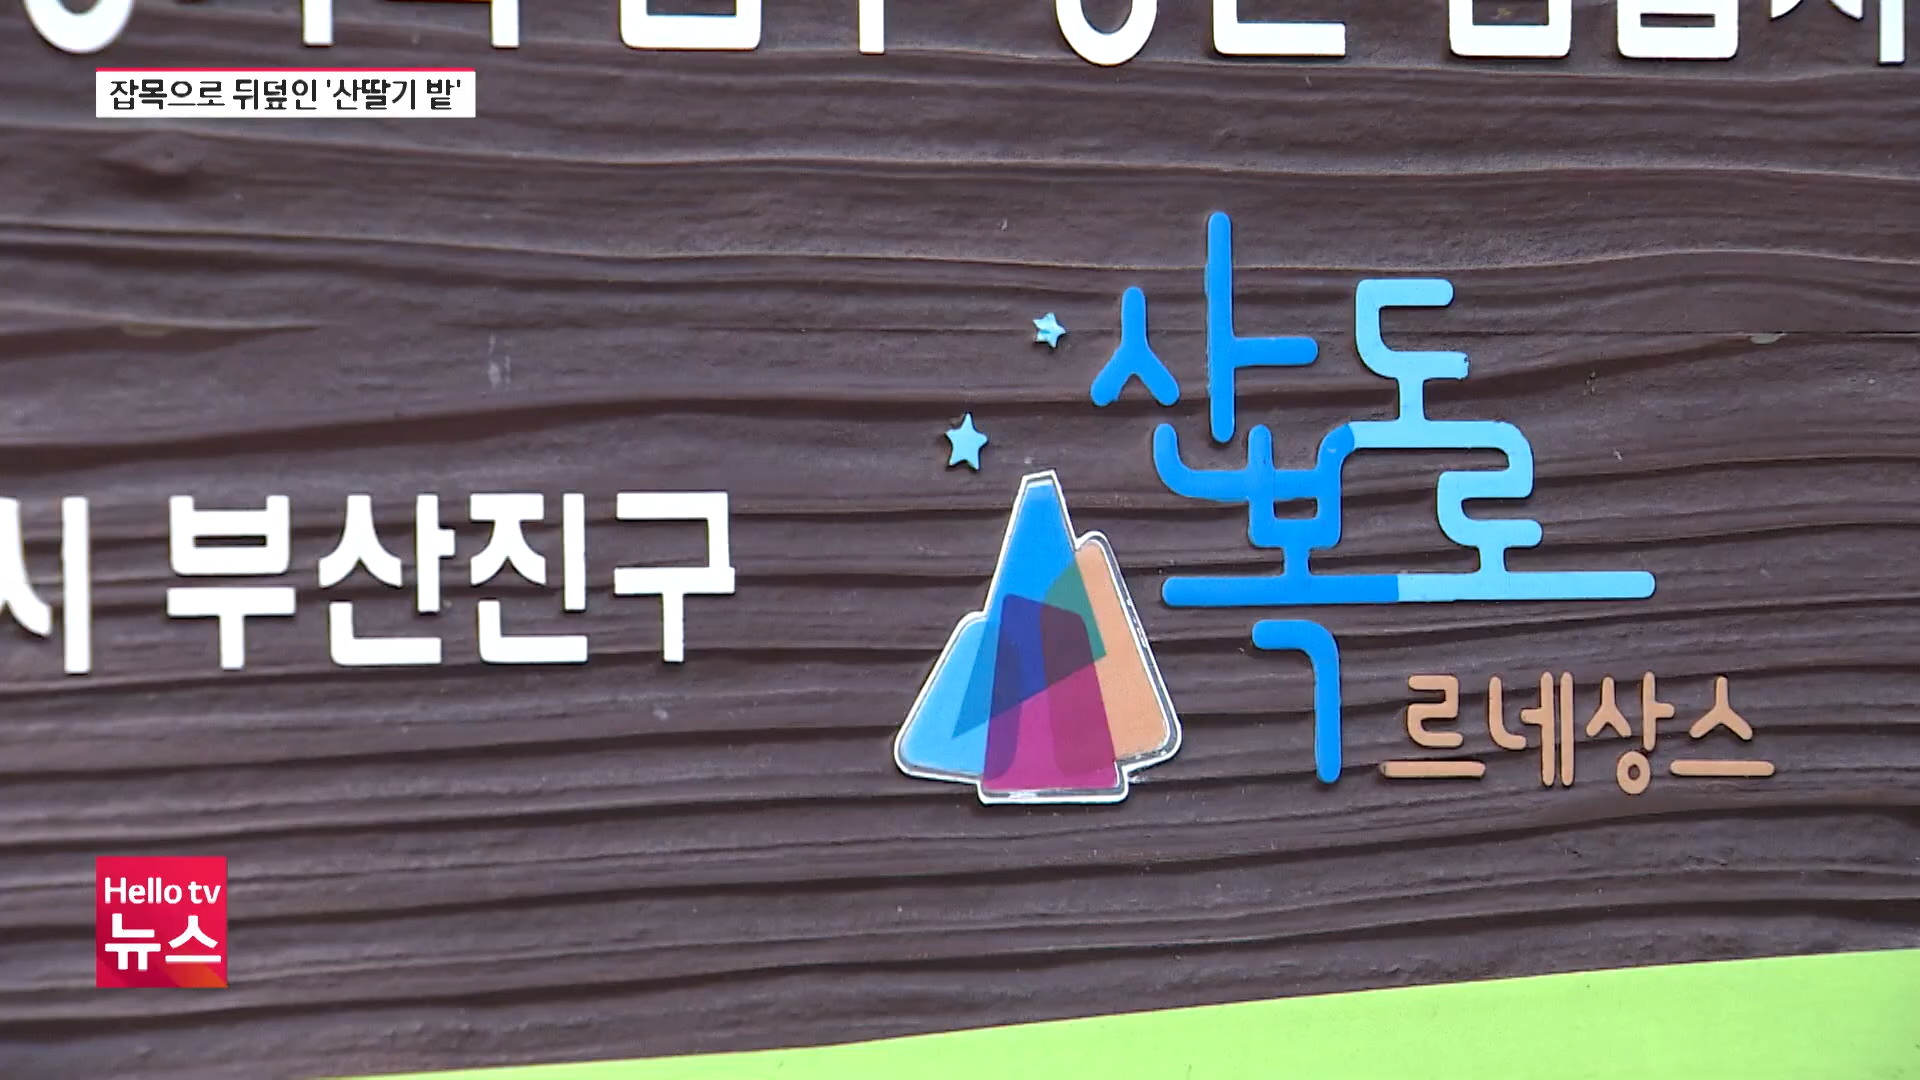 잡목으로 뒤덮인 '산딸기 밭'
시 부산진구
산복도로
르네상스
Hello tv
뉴스